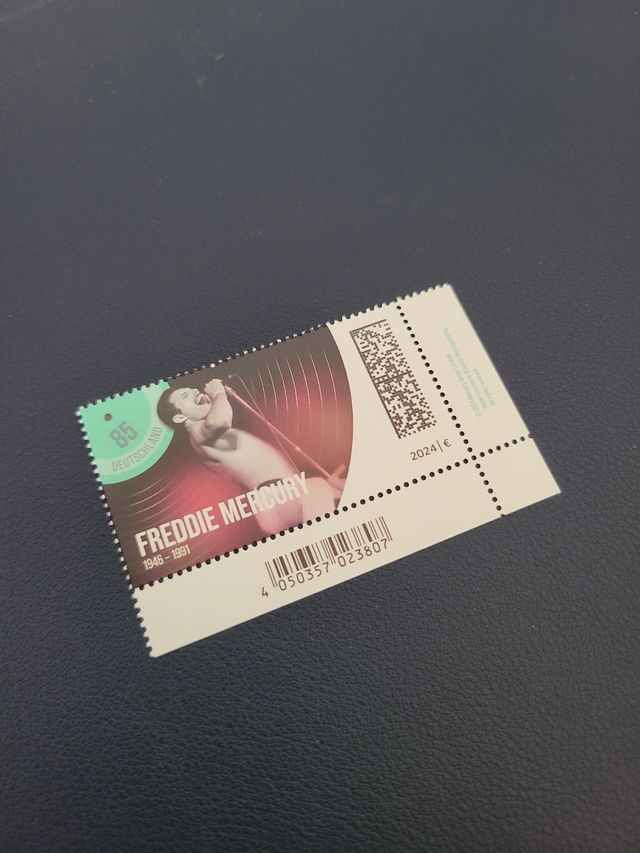 85
DEUTSCHLAND
FREDDIE MERCURY
1946 – 1991
2024 | €
4 050357 023807